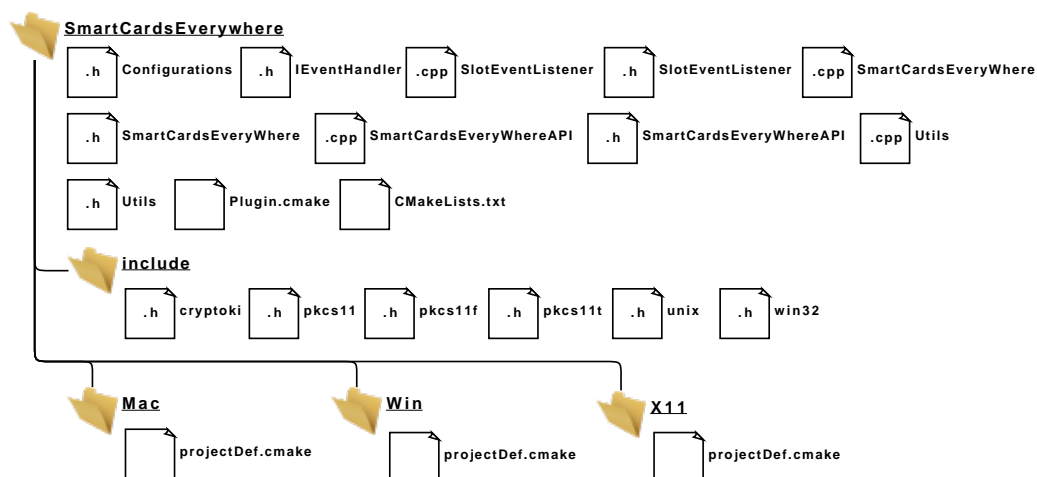 SmartCardsEverywhere
.h Configurations .h IEventHandler .cpp SlotEventListener .h SlotEventListener .cpp SmartCardsEveryWhere
.h SmartCardsEveryWhere .cpp SmartCardsEveryWhereAPI .h SmartCardsEveryWhereAPI .cpp Utils
.h Utils Plugin.cmake CMakeLists.txt
include
.h cryptoki .h pkcs11 .h pkcs11f .h pkcs11t .h unix .h win32
Mac Win X11
projectDef.cmake projectDef.cmake projectDef.cmake